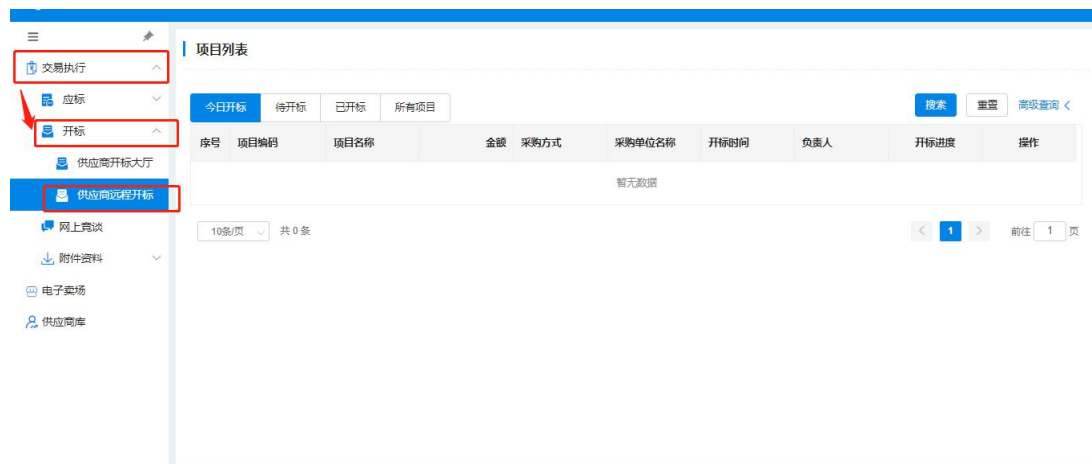 项目列表
交易执行
应标
开标
供应商开标大厅
供应商远程开标
网上竞谈
附件资料
电子卖场
供应商库
今日开标 待开标 已开标 所有项目 搜索 重置 高级查询
序号 项目编码 项目名称 金额 采购方式 采购单位名称 开标时间 负责人 开标进度 操作
暂无数据
10条/页 共 0 条 1 前往 1 页